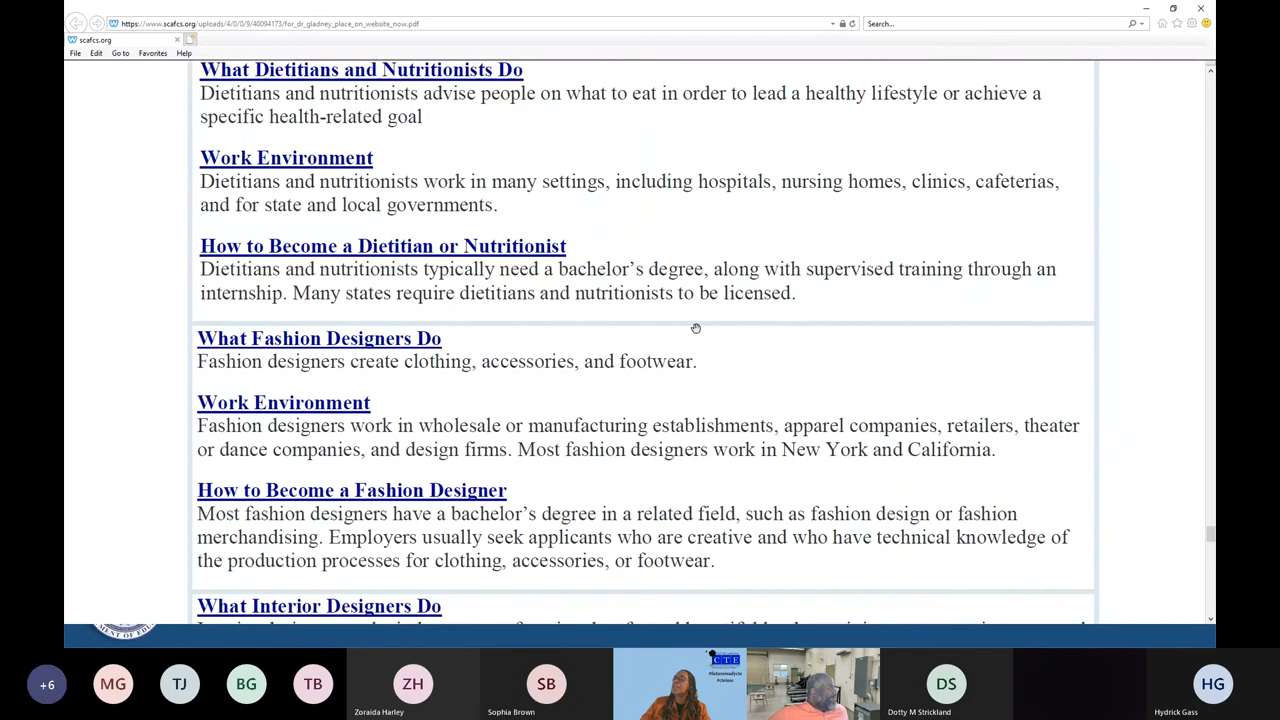 https://www.scafcs.org/uploads/4/0/0/9/40094173/for_dr_gladney_place_on_website_now.pdf
Search...
scafcs.org
File Edit Go to Favorites Help
What Dietitians and Nutritionists Do
Dietitians and nutritionists advise people on what to eat in order to lead a healthy lifestyle or achieve a
specific health-related goal
Work Environment
Dietitians and nutritionists work in many settings, including hospitals, nursing homes, clinics, cafeterias,
and for state and local governments.
How to Become a Dietitian or Nutritionist
Dietitians and nutritionists typically need a bachelor's degree, along with supervised training through an
internship. Many states require dietitians and nutritionists to be licensed.
What Fashion Designers Do
Fashion designers create clothing, accessories, and footwear.
Work Environment
Fashion designers work in wholesale or manufacturing establishments, apparel companies, retailers, theater
or dance companies, and design firms. Most fashion designers work in New York and California.
How to Become a Fashion Designer
Most fashion designers have a bachelor's degree in a related field, such as fashion design or fashion
merchandising. Employers usually seek applicants who are creative and who have technical knowledge of
the production processes for clothing, accessories, or footwear.
What Interior Designers Do
MENT OF EDU
+6 MG TJ BG TB ZH SB CTE DS HG
#futurereadycte
#cteinsc
Zoraida Harley Sophia Brown Dotty M Strickland Hydrick Gass